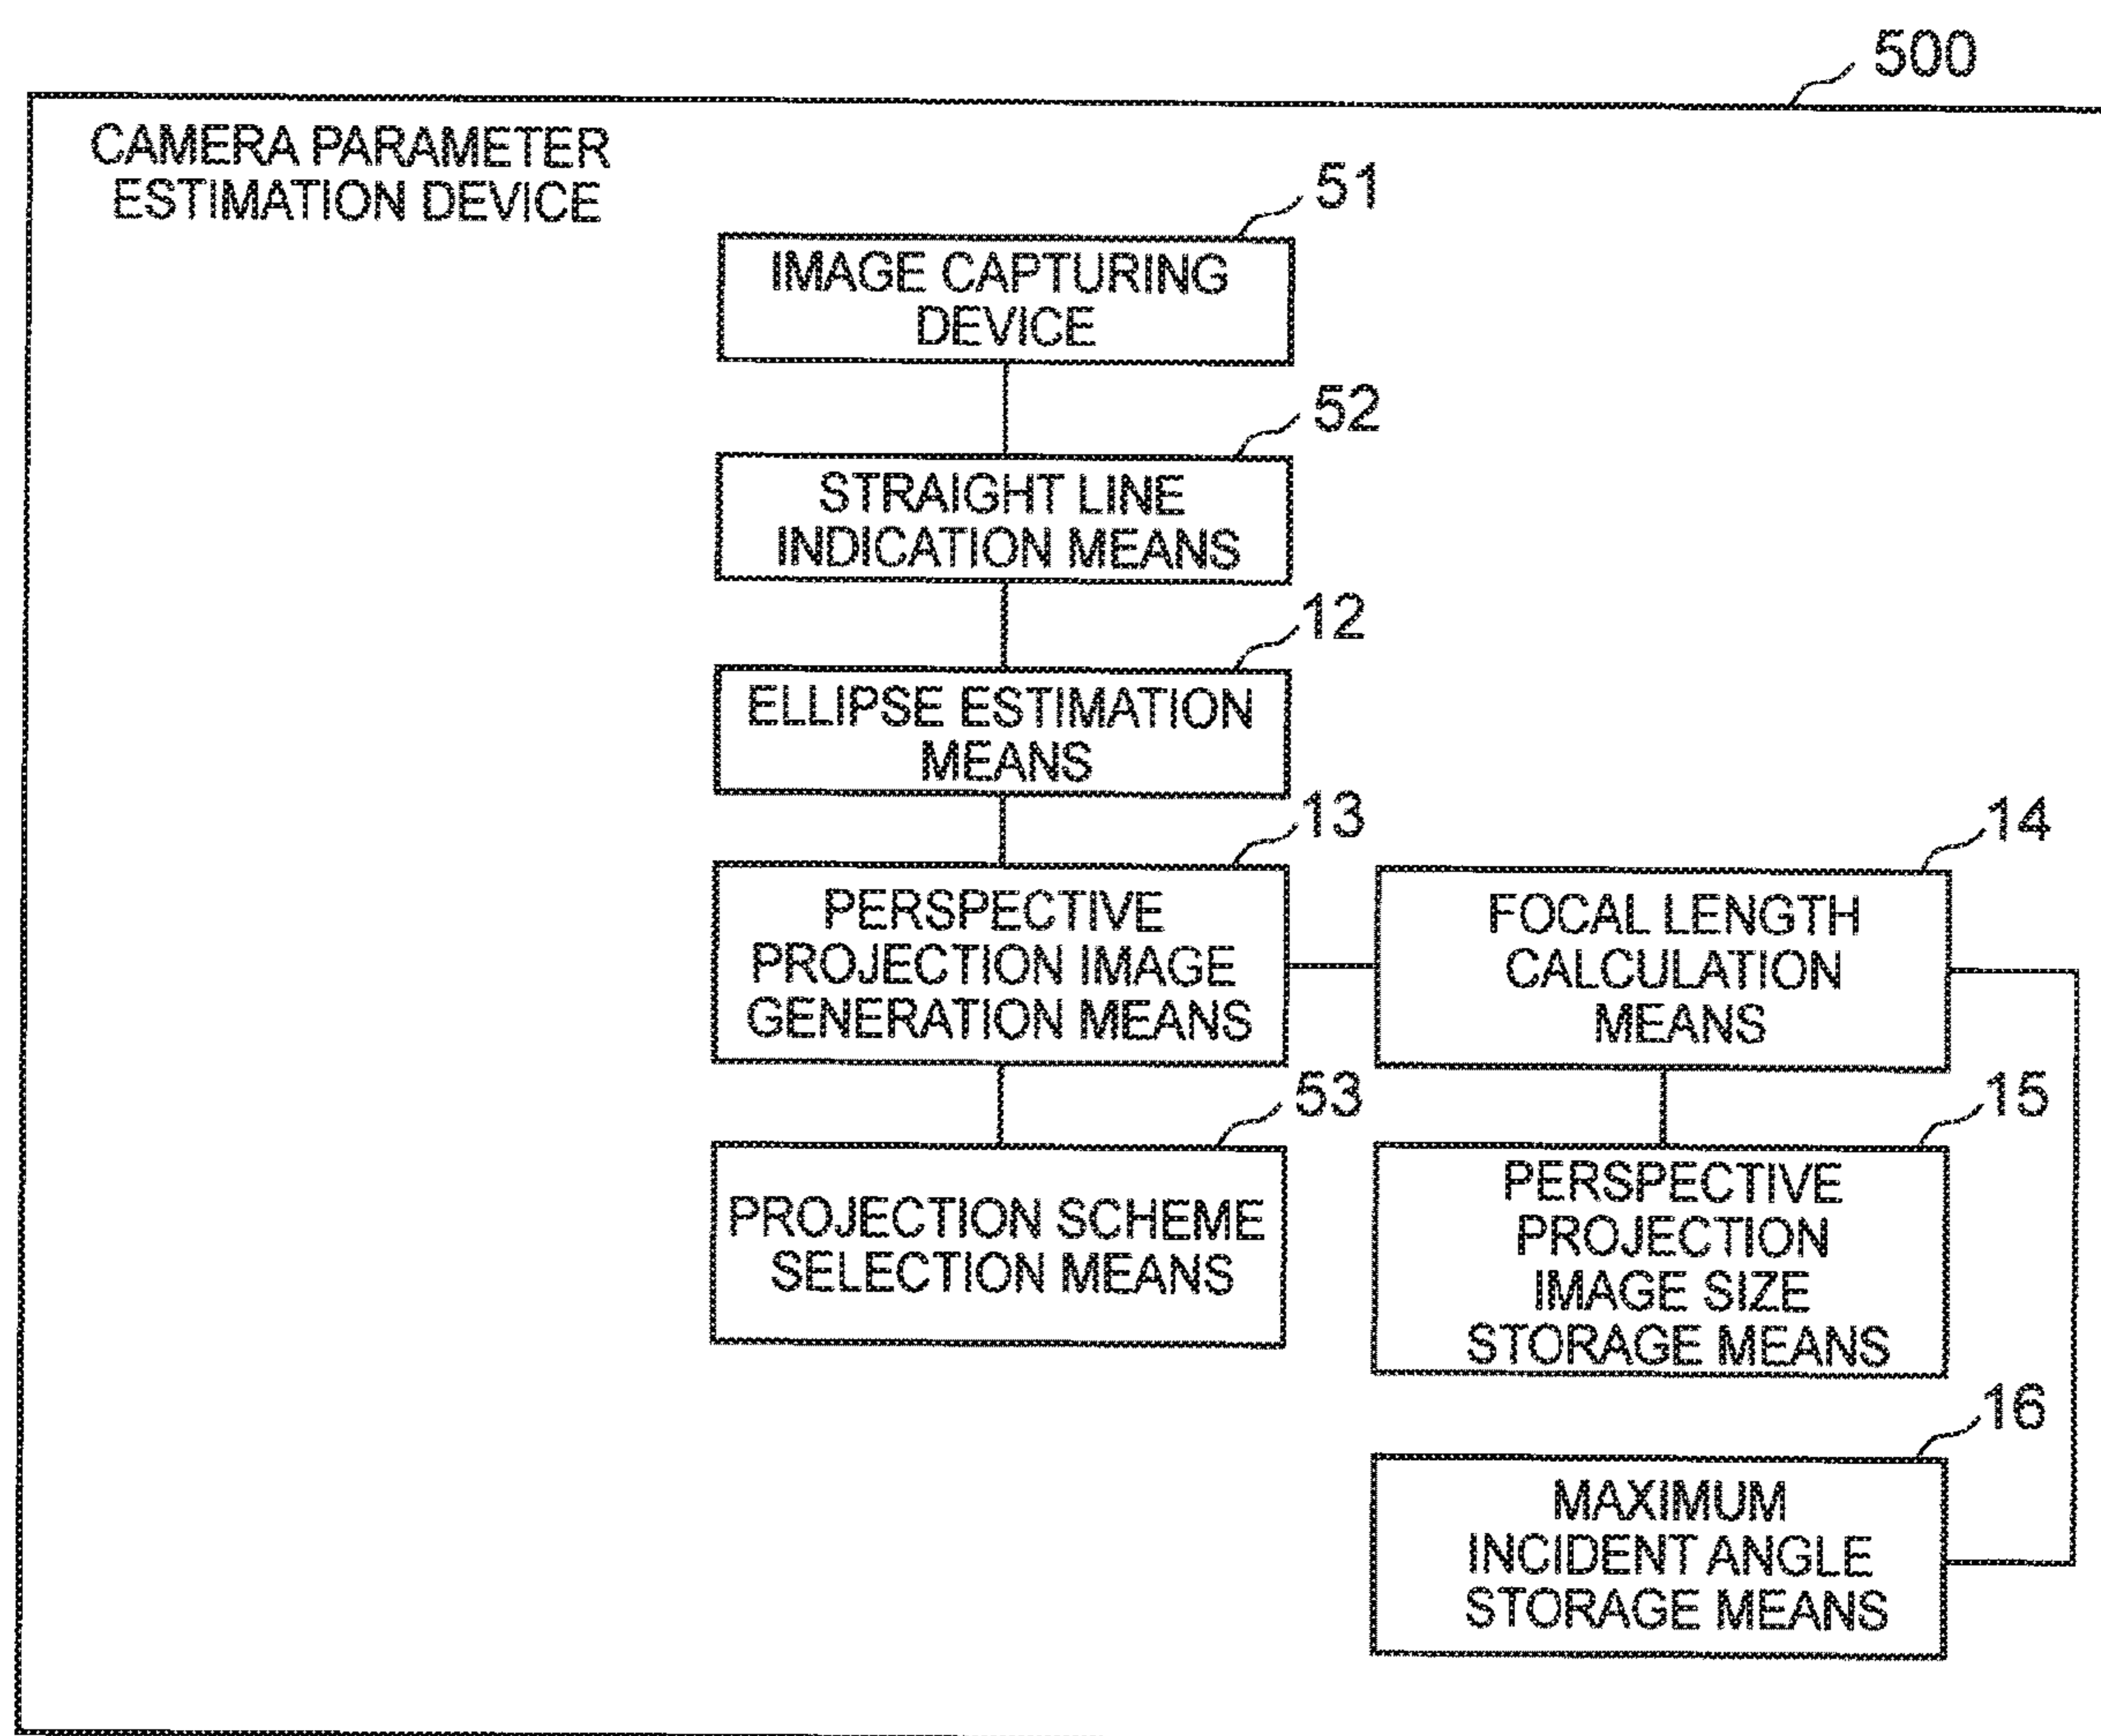 500
CAMERA PARAMETER
ESTIMATION DEVICE
51
IMAGE CAPTURING
DEVICE
52
STRAIGHT LINE
INDICATION MEANS
12
ELLIPSE ESTIMATION
MEANS
13
PERSPECTIVE
PROJECTION IMAGE
GENERATION MEANS
14
FOCAL LENGTH
CALCULATION
MEANS
53
PROJECTION SCHEME
SELECTION MEANS
15
PERSPECTIVE
PROJECTION
IMAGE SIZE
STORAGE MEANS
16
MAXIMUM
INCIDENT ANGLE
STORAGE MEANS